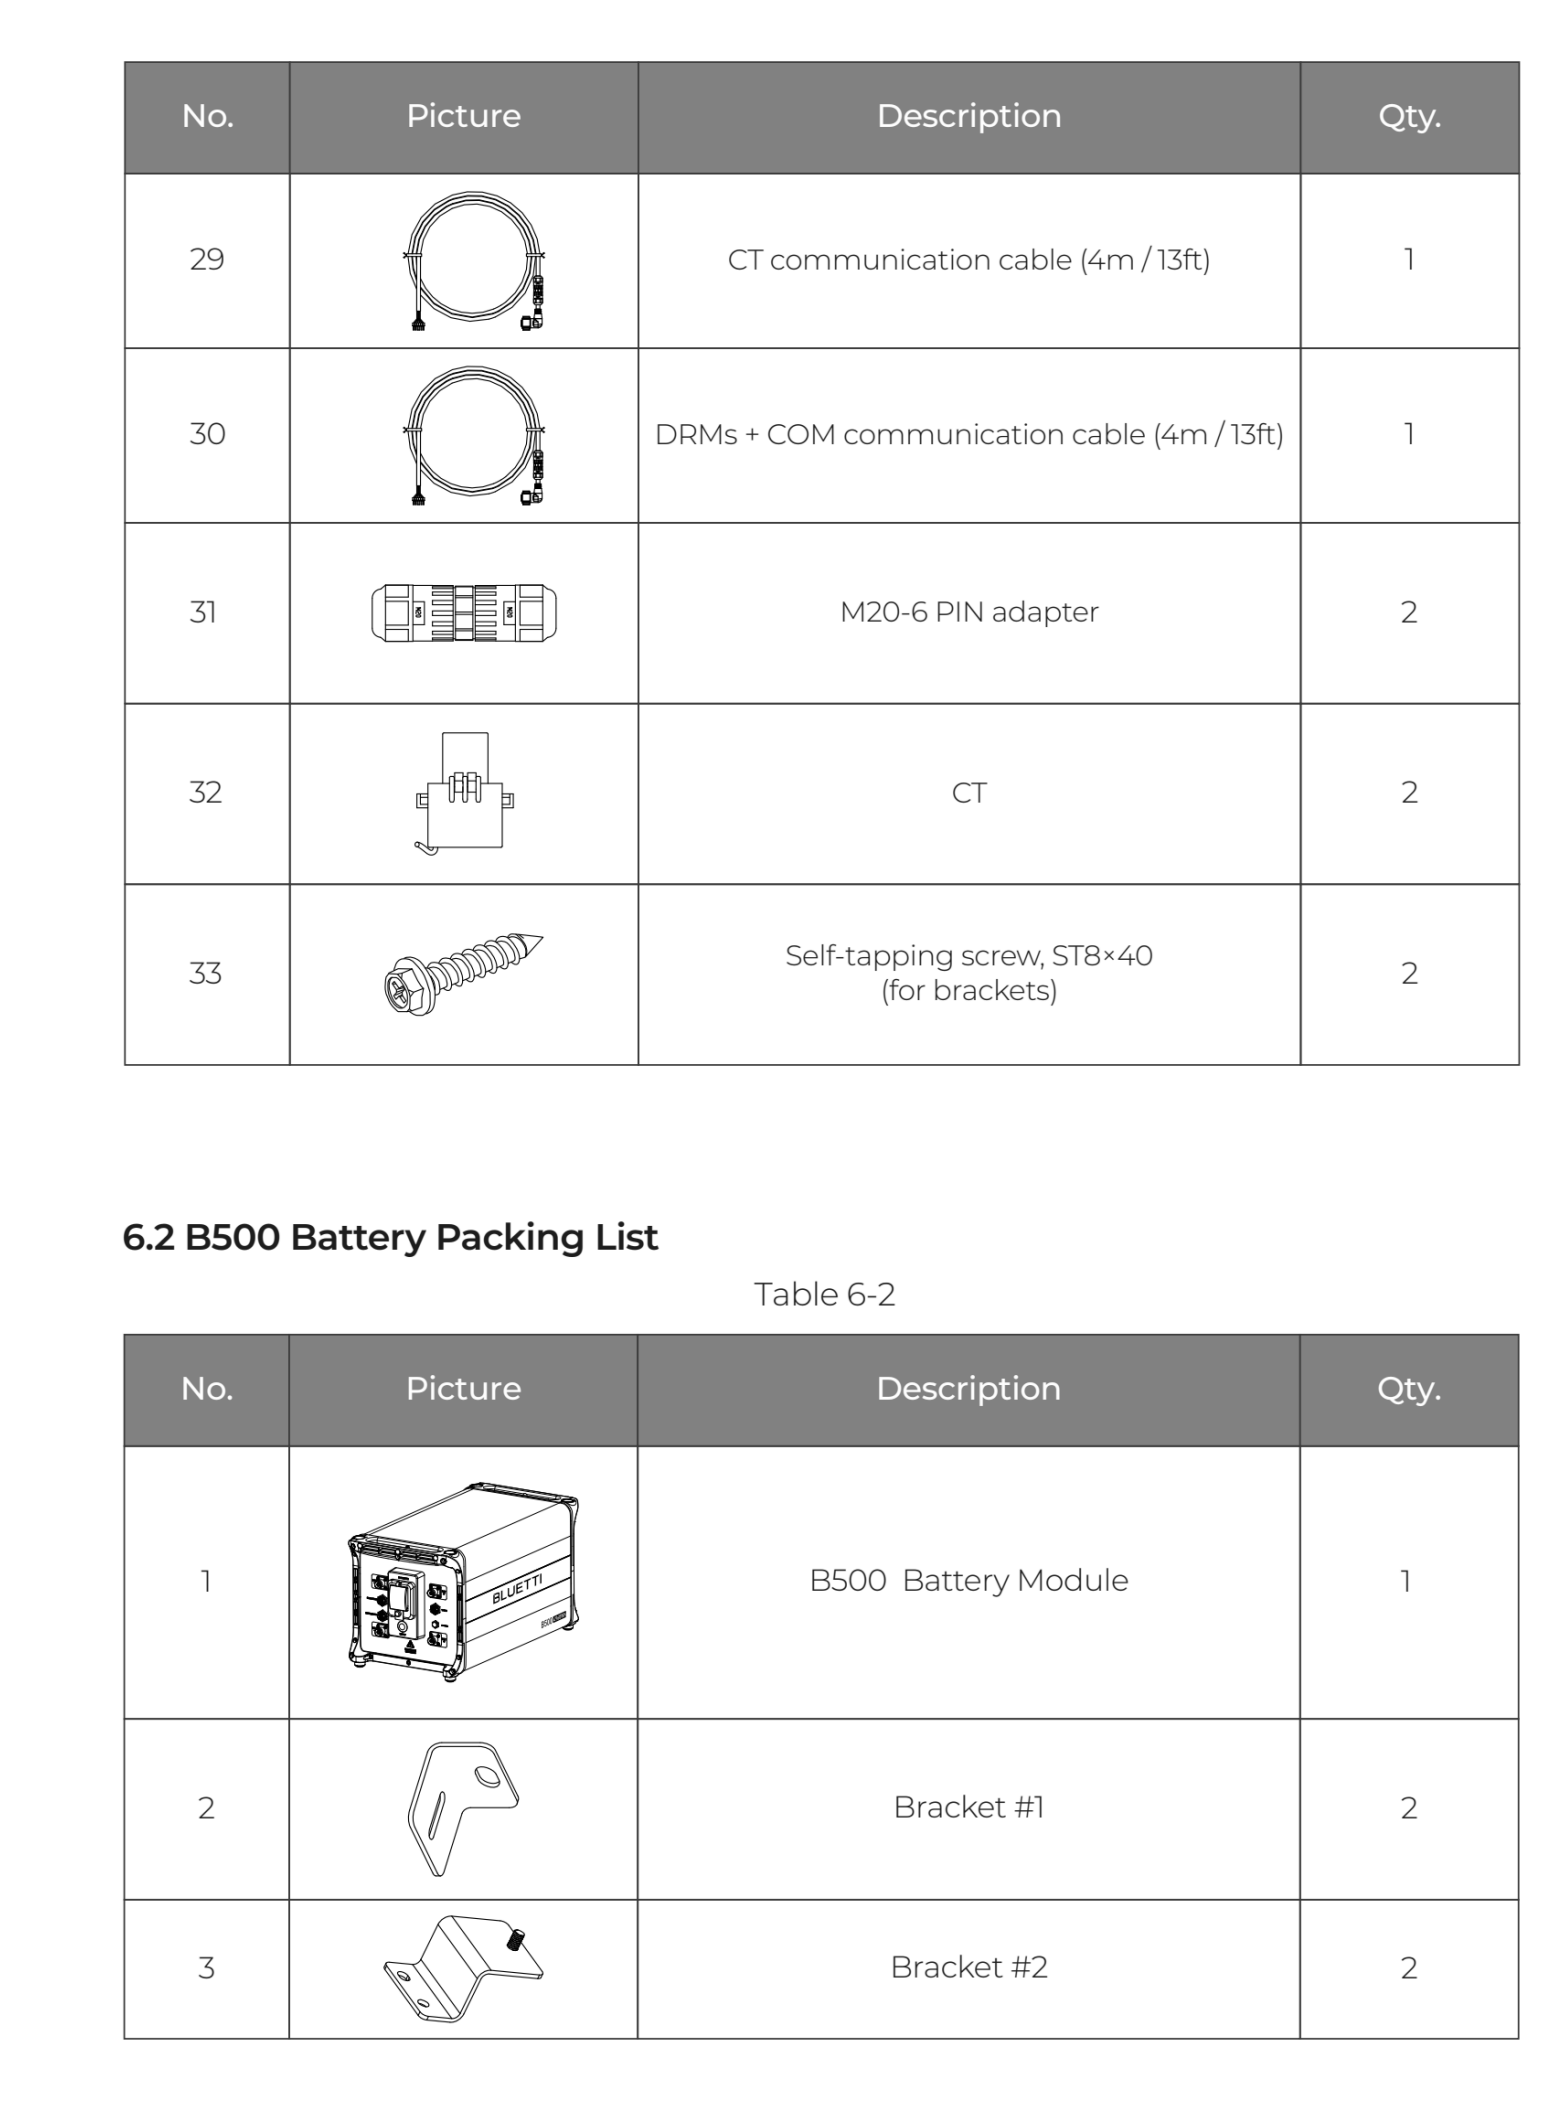 No. Picture Description Qty.
29 CT communication cable (4m / 13ft) 1
30 DRMs + COM communication cable (4m / 13ft) 1
31 M20-6 PIN adapter 2
M20 M20
32 CT 2
33 Self-tapping screw, ST8×40 2
(for brackets)
6.2 B500 Battery Packing List
Table 6-2
No. Picture Description Qty.
1 B500 Battery Module 1
BLUETTI
B500
2 Bracket #1 2
3 Bracket #2 2